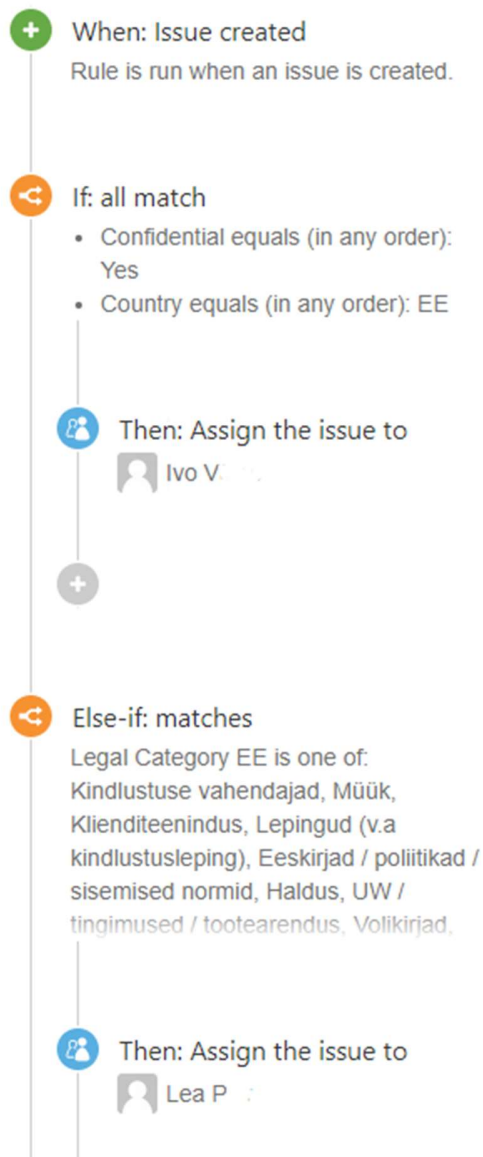 When: Issue created
Rule is run when an issue is created.
If: all match
• Confidential equals (in any order):
Yes
• Country equals (in any order): EE
Then: Assign the issue to
Ivo V
Else-if: matches
Legal Category EE is one of:
Kindlustuse vahendajad, Müük,
Klienditeenindus, Lepingud (v.a
kindlustusleping), Eeskirjad / poliitikad /
sisemised normid, Haldus, UW /
tingimused / tootearendus, Volikirjad,
Then: Assign the issue to
Lea P